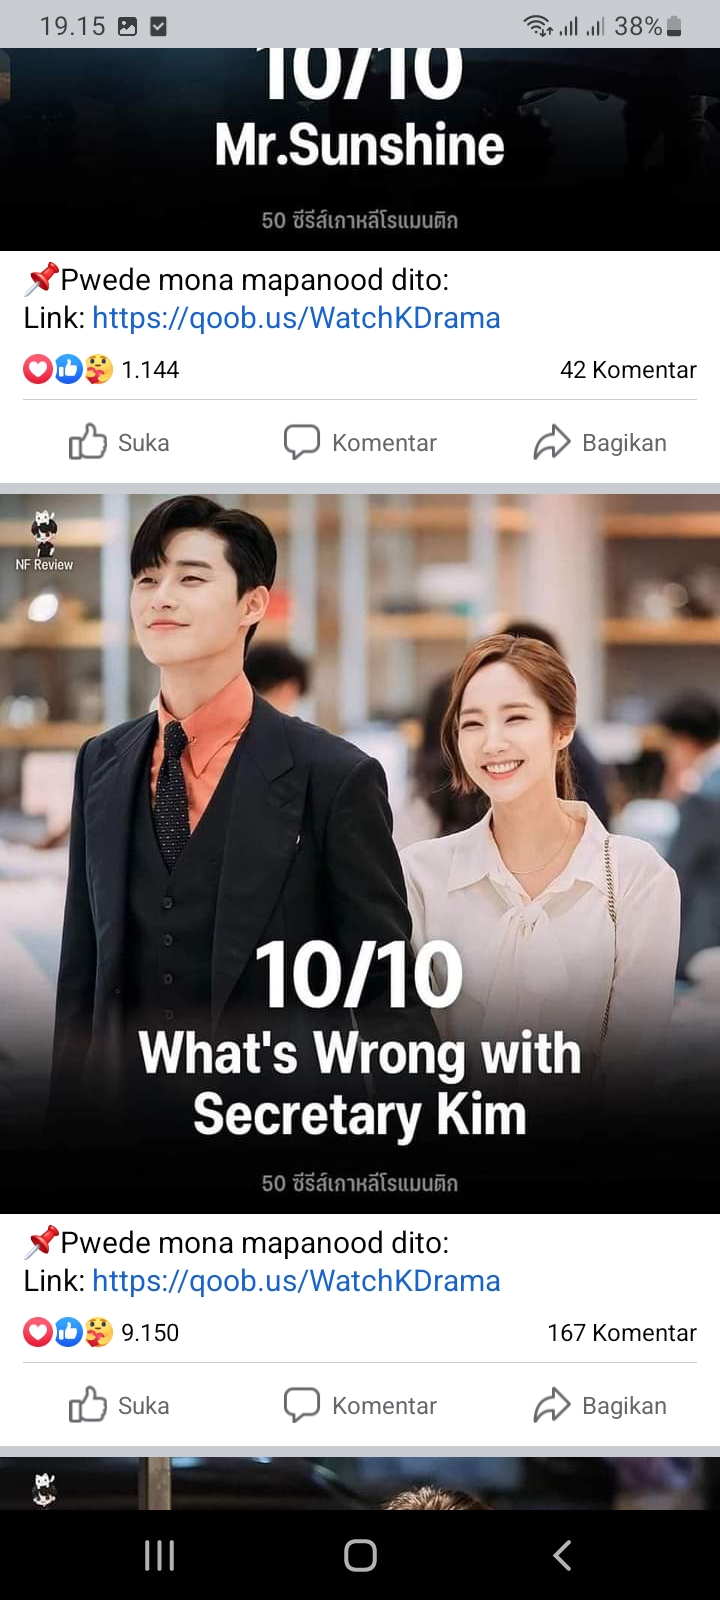 19.15
38%
10/10
Mr.Sunshine
50 ซีรีส์เกาหลีโรแมนติก
📌Pwede mona mapanood dito:
Link: https://qoob.us/WatchKDrama
1.144
42 Komentar
Suka
Komentar
Bagikan
NF Review
10/10
What's Wrong with
Secretary Kim
50 ซีรีส์เกาหลีโรแมนติก
📌Pwede mona mapanood dito:
Link: https://qoob.us/WatchKDrama
9.150
167 Komentar
Suka
Komentar
Bagikan